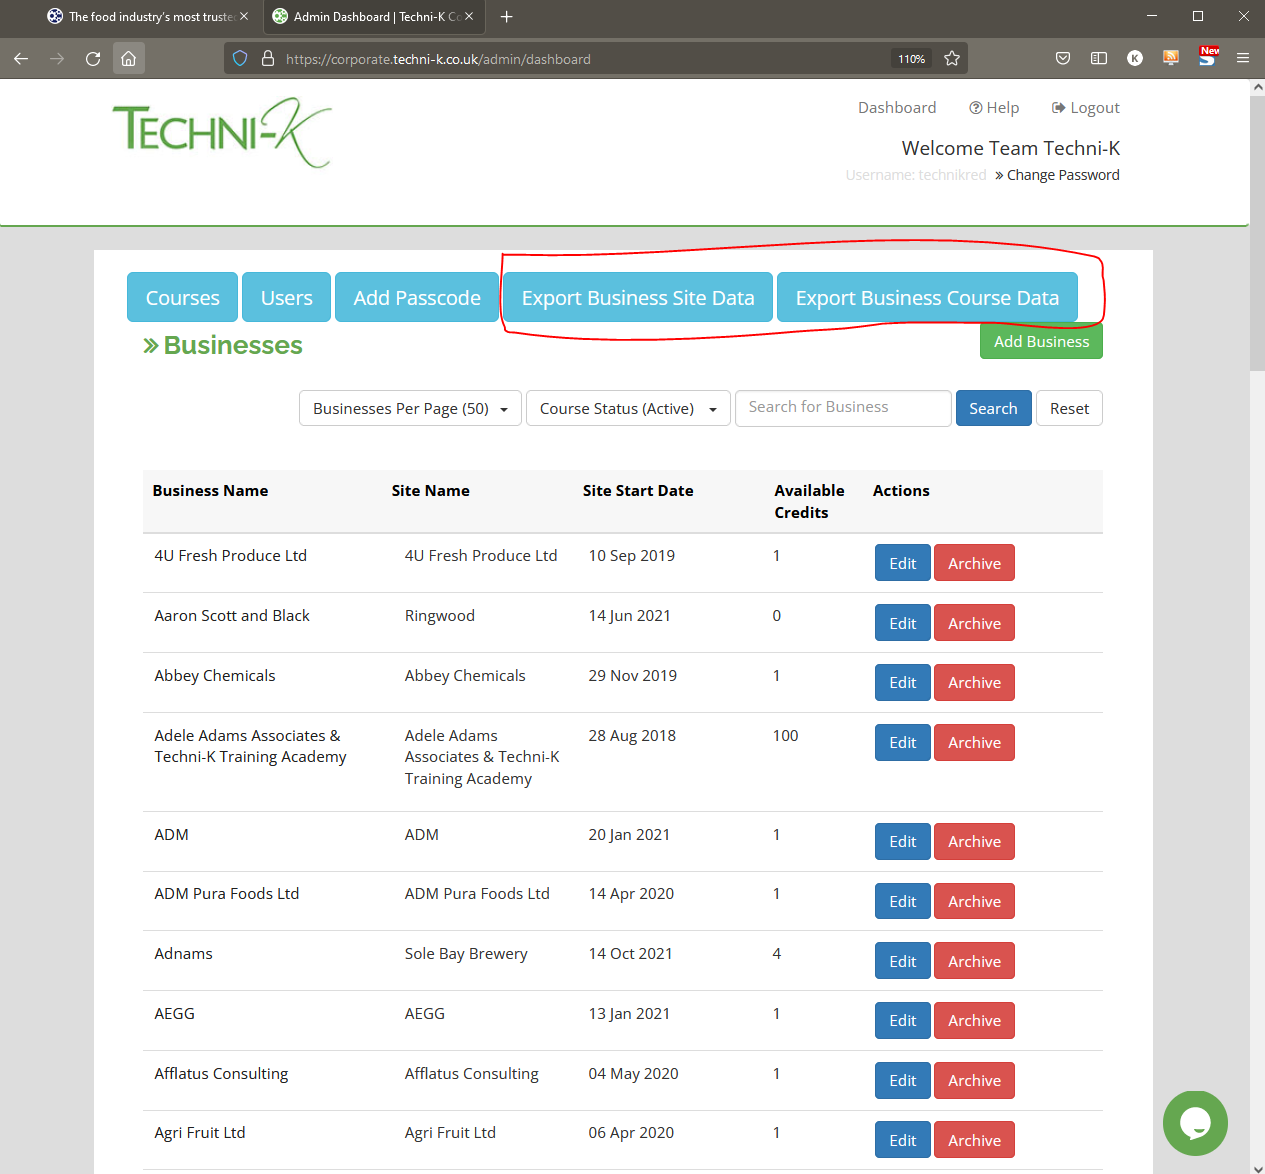 The food industry's most truste
Admin Dashboard | Techni-K Co
https://corporate.techni-k.co.uk/admin/dashboard
110%
K
New
S
TECHNI-K
Dashboard Help Logout
Welcome Team Techni-K
Username: technikred » Change Password
Courses Users Add Passcode Export Business Site Data Export Business Course Data
» Businesses
Add Business
Businesses Per Page (50) Course Status (Active) Search for Business Search Reset
Business Name Site Name Site Start Date Available Credits Actions
4U Fresh Produce Ltd 4U Fresh Produce Ltd 10 Sep 2019 1 Edit Archive
Aaron Scott and Black Ringwood 14 Jun 2021 0 Edit Archive
Abbey Chemicals Abbey Chemicals 29 Nov 2019 1 Edit Archive
Adele Adams Associates & Adele Adams 28 Aug 2018 100 Edit Archive
Techni-K Training Academy Associates & Techni-K
Training Academy
ADM ADM 20 Jan 2021 1 Edit Archive
ADM Pura Foods Ltd ADM Pura Foods Ltd 14 Apr 2020 1 Edit Archive
Adnams Sole Bay Brewery 14 Oct 2021 4 Edit Archive
AEGG AEGG 13 Jan 2021 1 Edit Archive
Afflatus Consulting Afflatus Consulting 04 May 2020 1 Edit Archive
Agri Fruit Ltd Agri Fruit Ltd 06 Apr 2020 1 Edit Archive